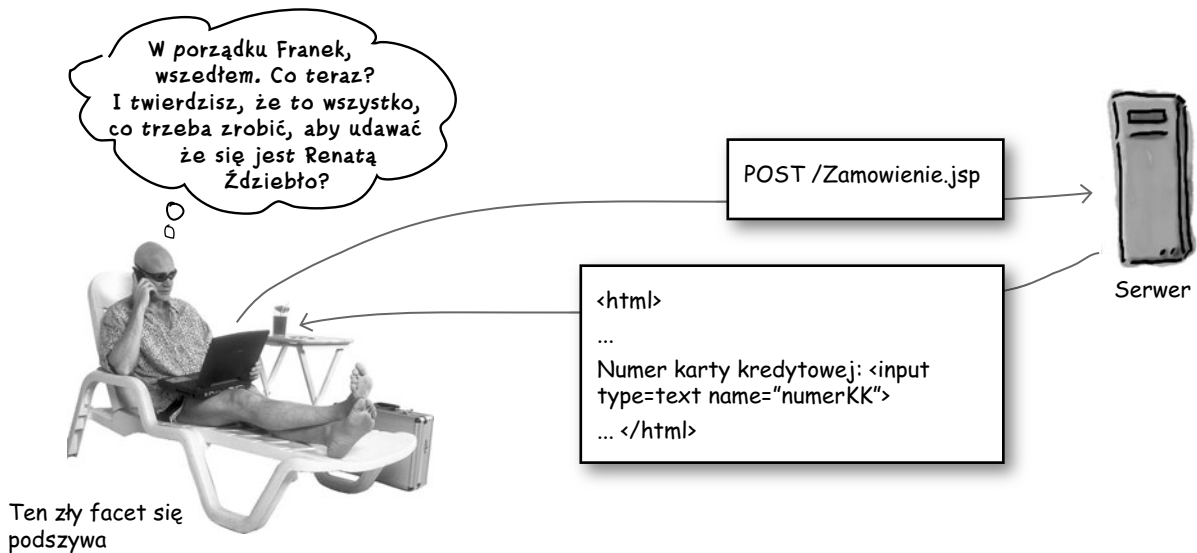 W porządku Franek,
wszedłem. Co teraz?
I twierdzisz, że to wszystko,
co trzeba zrobić, aby udawać
że się jest Renatą
Ździebło?
POST /Zamowienie.jsp
Serwer
<html>
...
Numer karty kredytowej: <input
type=text name="numerKK">
... </html>
Ten zły facet się
podszywa